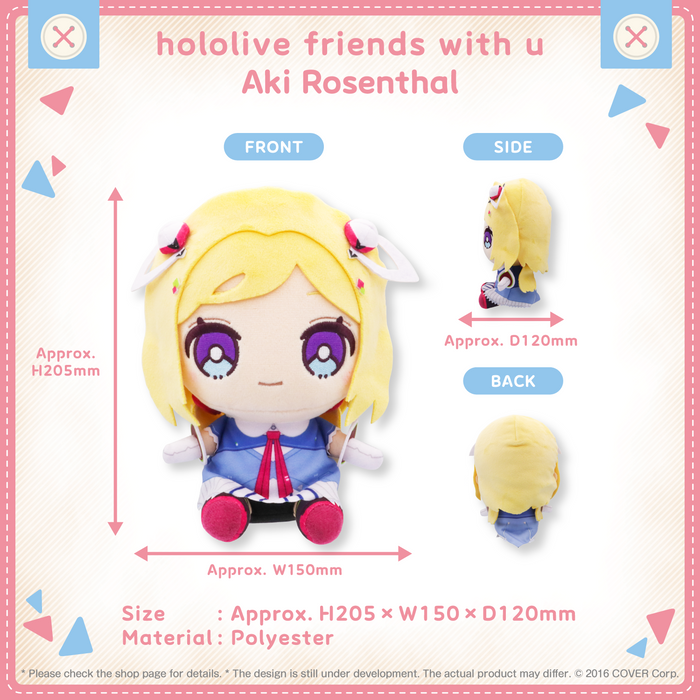 hololive friends with u
Aki Rosenthal
FRONT
SIDE
Approx.
H205mm
Approx. D120mm
BACK
Approx. W150mm
Size : Approx. H205 × W150 × D120mm
Material : Polyester
* Please check the shop page for details. * The design is still under development. The actual product may differ. © 2016 COVER Corp.